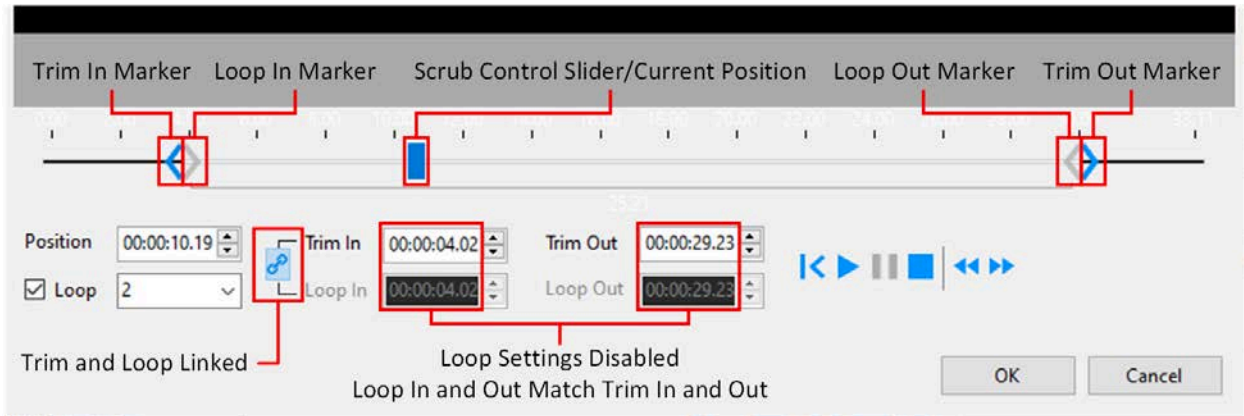 Trim In Marker Loop In Marker Scrub Control Slider/Current Position Loop Out Marker Trim Out Marker
25.21
Position 00:00:10.19 Trim In 00:00:04.02 Trim Out 00:00:29.23
Loop 2 Loop In 00:00:04.02 Loop Out 00:00:29.23
Trim and Loop Linked
Loop Settings Disabled
Loop In and Out Match Trim In and Out
OK Cancel